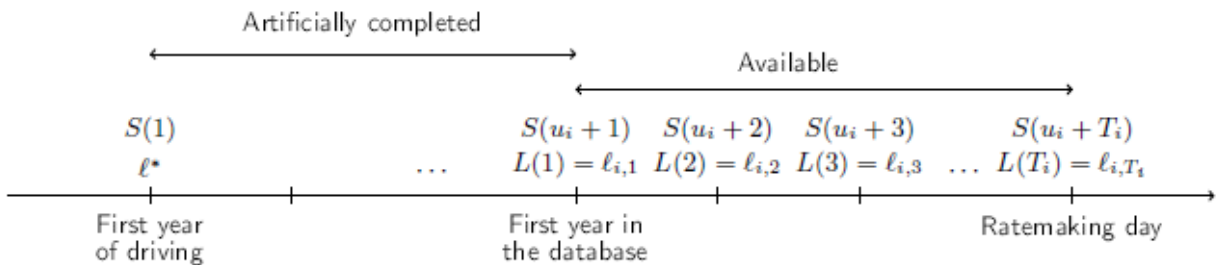 Artificially completed
Available
S(1) S(u_i + 1) S(u_i + 2) S(u_i + 3) S(u_i + T_i)
ℓ* … L(1) = ℓ_{i,1} L(2) = ℓ_{i,2} L(3) = ℓ_{i,3} … L(T_i) = ℓ_{i,T_i}
First year First year in Ratemaking day
of driving the database